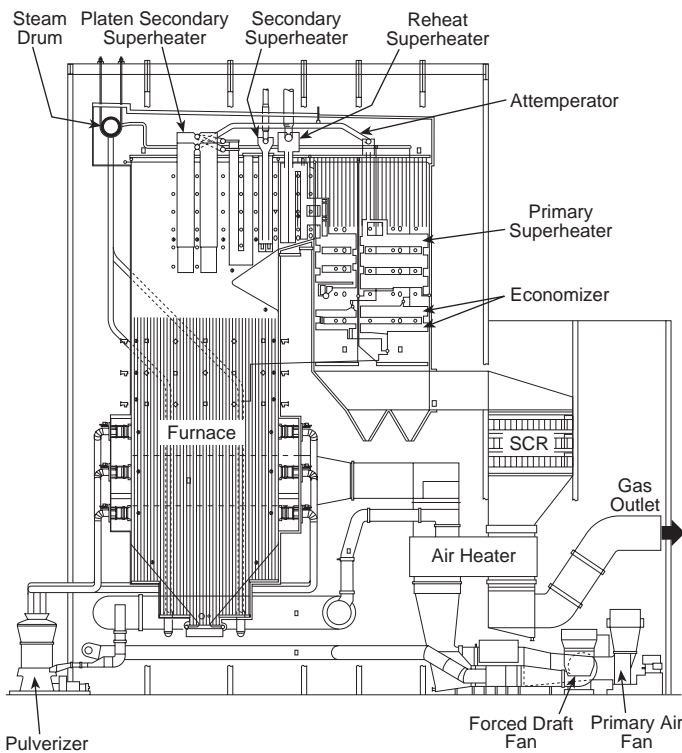 Steam
Drum
Platen Secondary
Superheater
Secondary
Superheater
Reheat
Superheater
Attemperator
Primary
Superheater
Economizer
Furnace
SCR
Gas
Outlet
Air Heater
Pulverizer
Forced Draft
Fan
Primary Air
Fan